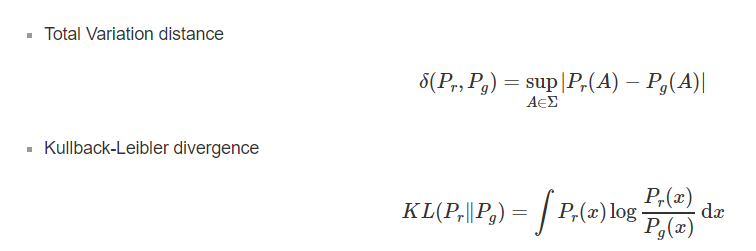 ▪ Total Variation distance
δ(P_r, P_g) = sup_{A∈Σ} |P_r(A) − P_g(A)|
▪ Kullback-Leibler divergence
KL(P_r‖P_g) = ∫ P_r(x) log \frac{P_r(x)}{P_g(x)} dx